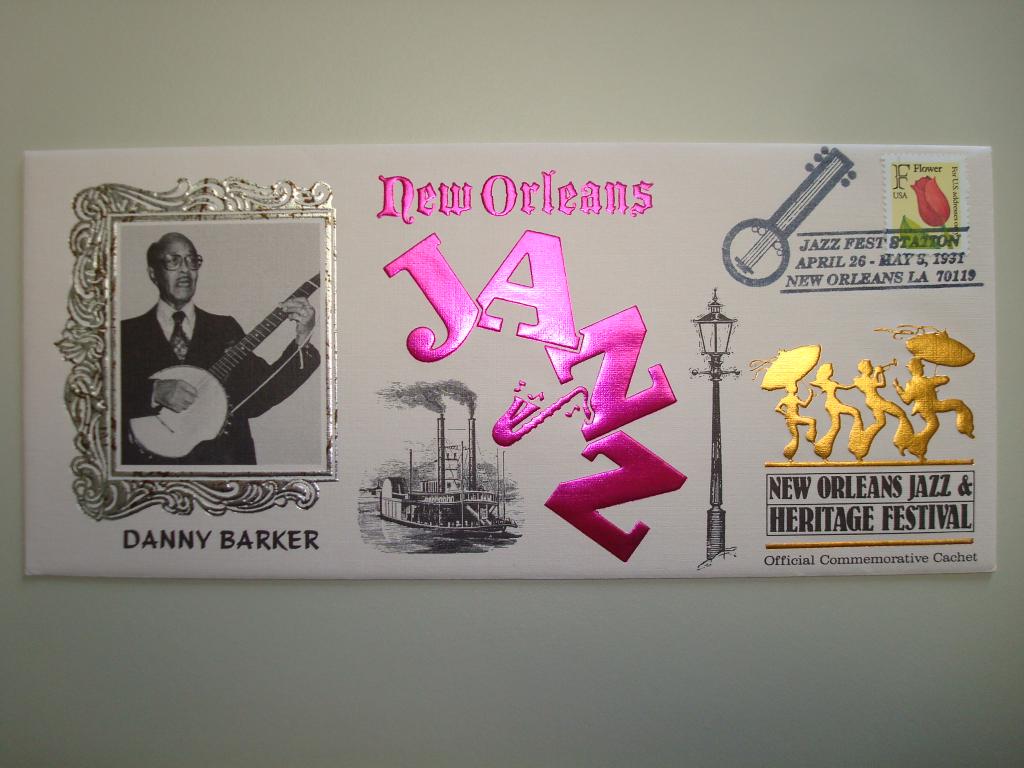 New Orleans
JAZZ
DANNY BARKER
F Flower
USA
For U.S. addresses
JAZZ FEST STATION
APRIL 26 - MAY 5, 1991
NEW ORLEANS LA 70119
NEW ORLEANS JAZZ &
HERITAGE FESTIVAL
Official Commemorative Cachet